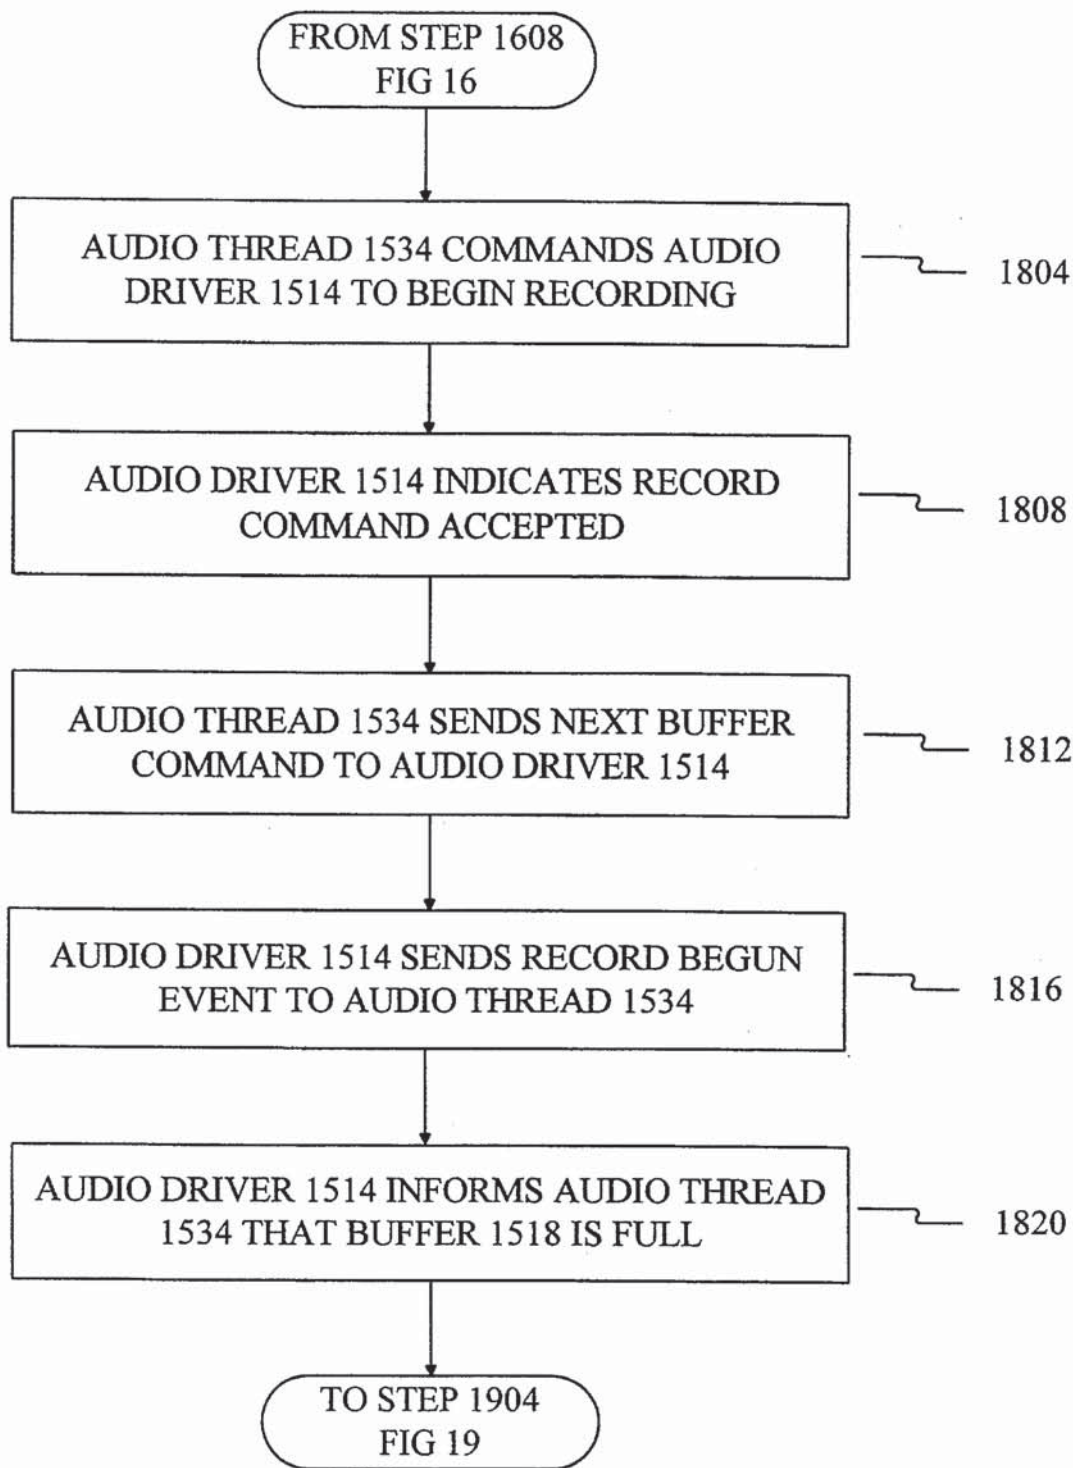 FROM STEP 1608
FIG 16
AUDIO THREAD 1534 COMMANDS AUDIO
DRIVER 1514 TO BEGIN RECORDING
1804
AUDIO DRIVER 1514 INDICATES RECORD
COMMAND ACCEPTED
1808
AUDIO THREAD 1534 SENDS NEXT BUFFER
COMMAND TO AUDIO DRIVER 1514
1812
AUDIO DRIVER 1514 SENDS RECORD BEGUN
EVENT TO AUDIO THREAD 1534
1816
AUDIO DRIVER 1514 INFORMS AUDIO THREAD
1534 THAT BUFFER 1518 IS FULL
1820
TO STEP 1904
FIG 19